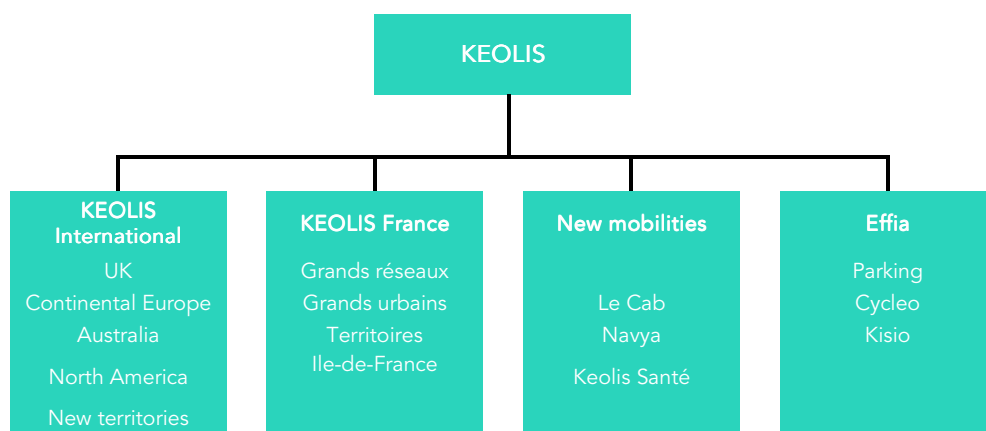 KEOLIS
KEOLIS
International
UK
Continental Europe
Australia
North America
New territories
KEOLIS France
Grands réseaux
Grands urbains
Territoires
Ile-de-France
New mobilities
Le Cab
Navya
Keolis Santé
Effia
Parking
Cycleo
Kisio